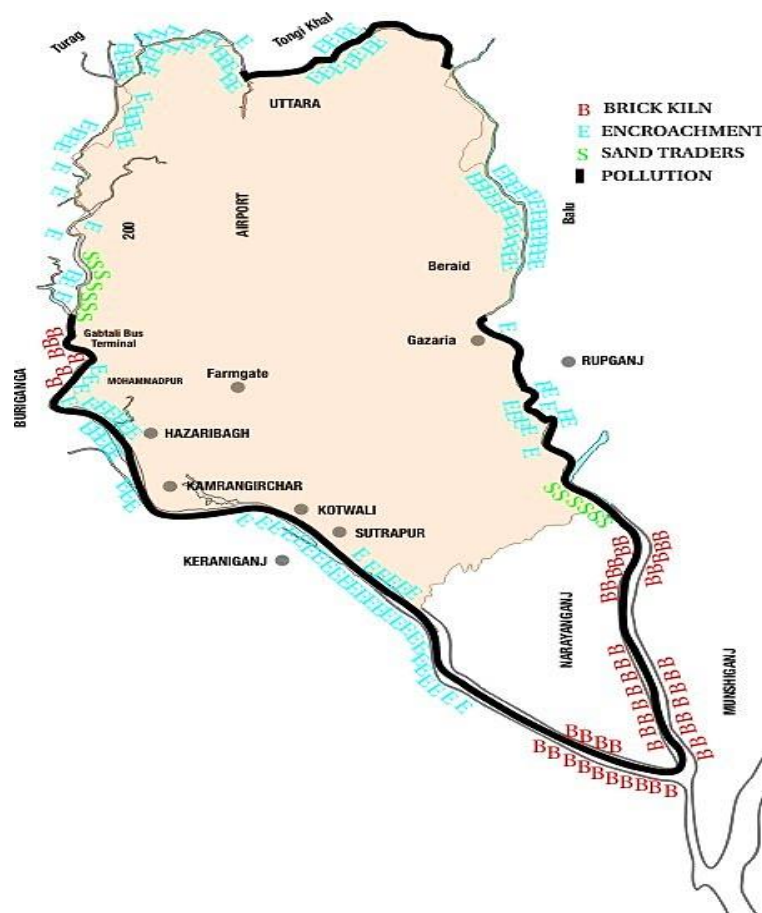 Turag
Tongi Khal
UTTARA
B BRICK KILN
E ENCROACHMENT
S SAND TRADERS
POLLUTION
200
AIRPORT
Balu
Beraid
Gabtali Bus
Terminal
Gazaria
RUPGANJ
BURIGANGA
MOHAMMADPUR
Farmgate
HAZARIBAGH
KAMRANGIRCHAR
KOTWALI
SUTRAPUR
KERANIGANJ
NARAYANGANJ
MUNSHIGANJ